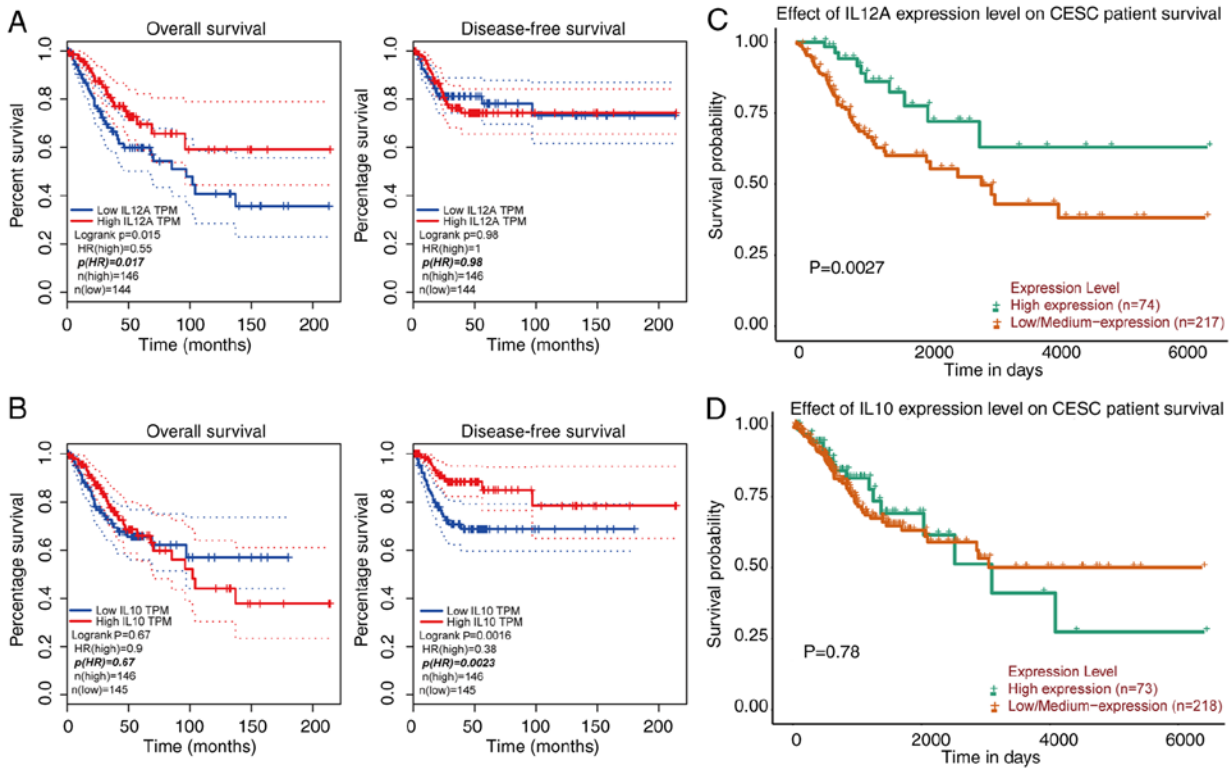 A
Overall survival
Percent survival
1.0
0.8
0.6
0.4
0.2
0.0
Low IL12A TPM
High IL12A TPM
Logrank p=0.015
HR(high)=0.55
p(HR)=0.017
n(high)=146
n(low)=144
0 50 100 150 200
Time (months)
Disease-free survival
Percentage survival
1.0
0.8
0.6
0.4
0.2
0.0
Low IL12A TPM
High IL12A TPM
Logrank p=0.98
HR(high)=1
p(HR)=0.98
n(high)=146
n(low)=144
0 50 100 150 200
Time (months)
C
Effect of IL12A expression level on CESC patient survival
Survival probability
1.00
0.75
0.50
0.25
0.00
P=0.0027
Expression Level
High expression (n=74)
Low/Medium-expression (n=217)
0 2000 4000 6000
Time in days
B
Overall survival
Percentage survival
1.0
0.8
0.6
0.4
0.2
0.0
Low IL10 TPM
High IL10 TPM
Logrank P=0.67
HR(high)=0.9
p(HR)=0.67
n(high)=146
n(low)=145
0 50 100 150 200
Time (months)
Disease-free survival
Percentage survival
1.0
0.8
0.6
0.4
0.2
0.0
Low IL10 TPM
High IL10 TPM
Logrank P=0.0016
HR(high)=0.38
p(HR)=0.0023
n(high)=146
n(low)=145
0 50 100 150 200
Time (months)
D
Effect of IL10 expression level on CESC patient survival
Survival probability
1.00
0.75
0.50
0.25
0.00
P=0.78
Expression Level
High expression (n=73)
Low/Medium-expression (n=218)
0 2000 4000 6000
Time in days